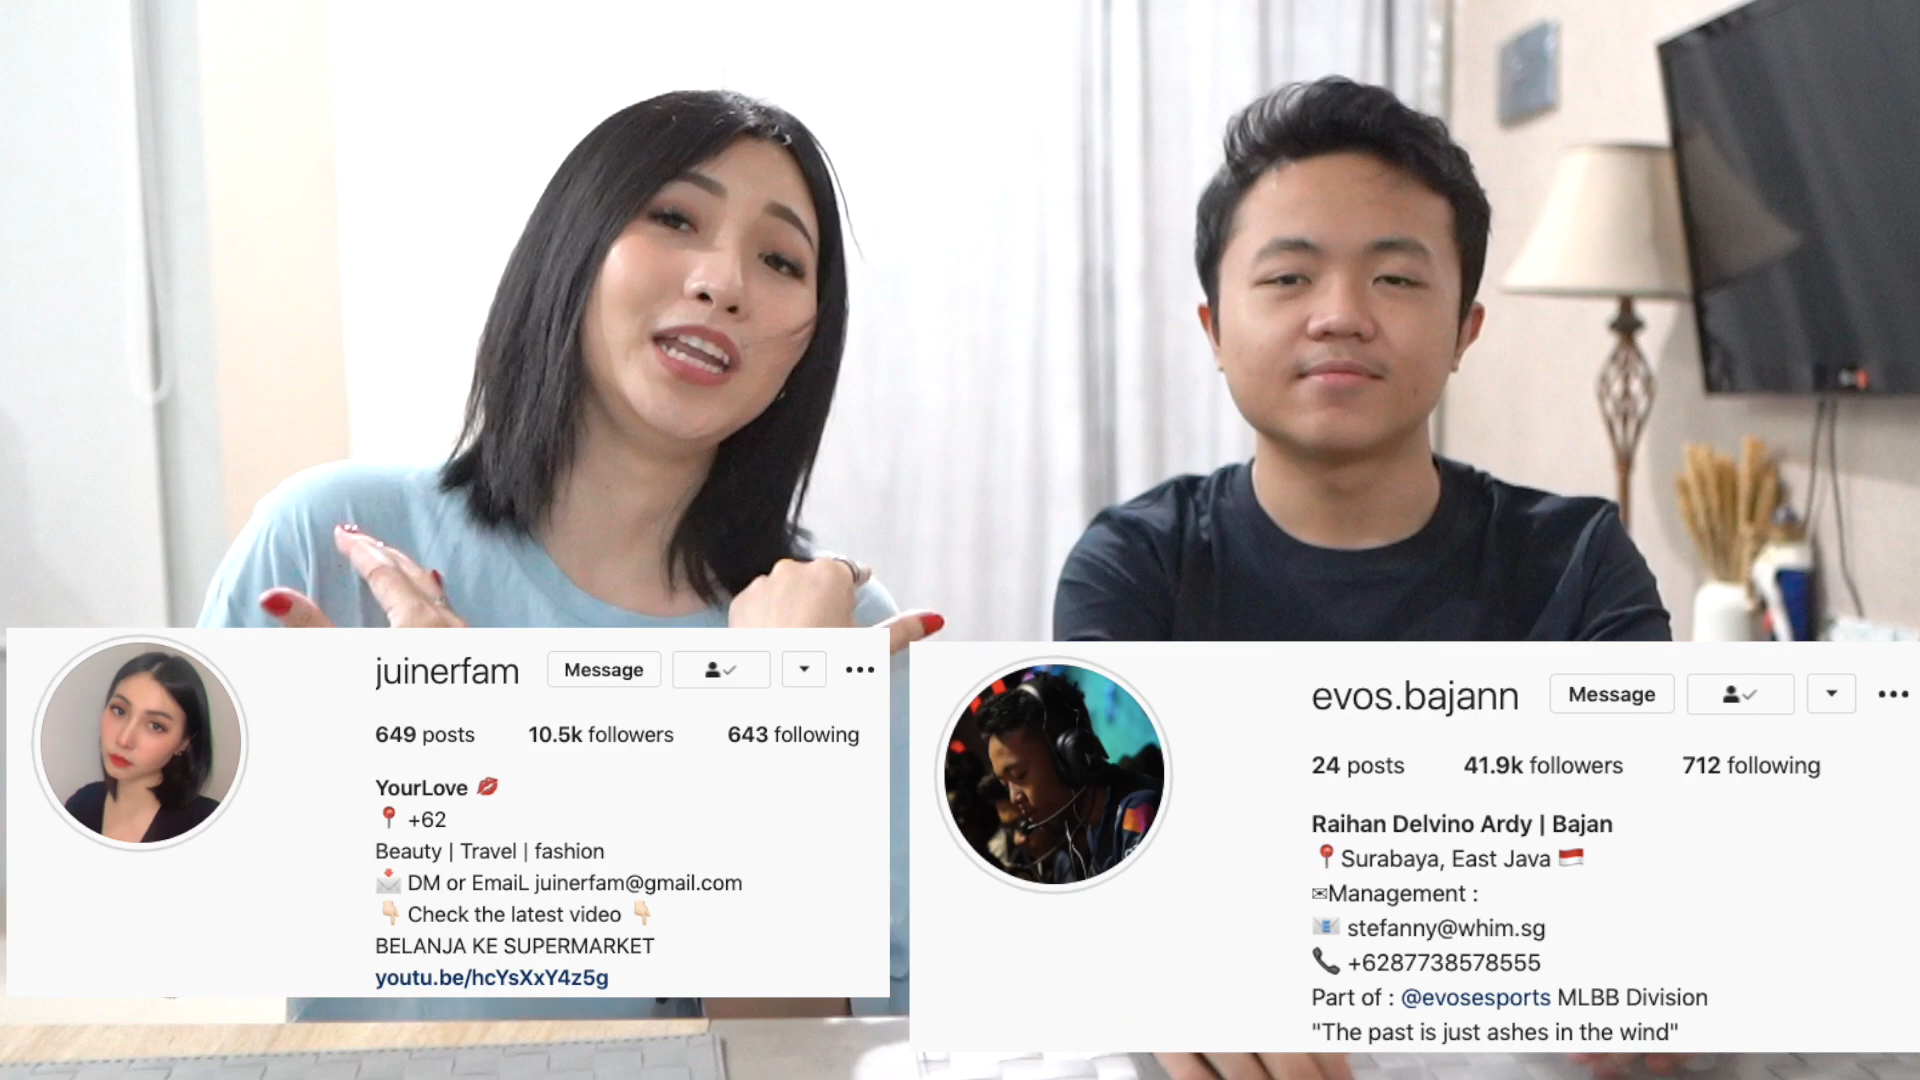 juinerfam Message
649 posts 10.5k followers 643 following
YourLove 💋
📍 +62
Beauty | Travel | fashion
📩 DM or EmaiL juinerfam@gmail.com
👇🏻 Check the latest video 👇🏻
BELANJA KE SUPERMARKET
youtu.be/hcYsXxY4z5g
evos.bajann Message
24 posts 41.9k followers 712 following
Raihan Delvino Ardy | Bajan
📍Surabaya, East Java 🇮🇩
✉Management :
📧 stefanny@whim.sg
📞 +6287738578555
Part of : @evosesports MLBB Division
"The past is just ashes in the wind"